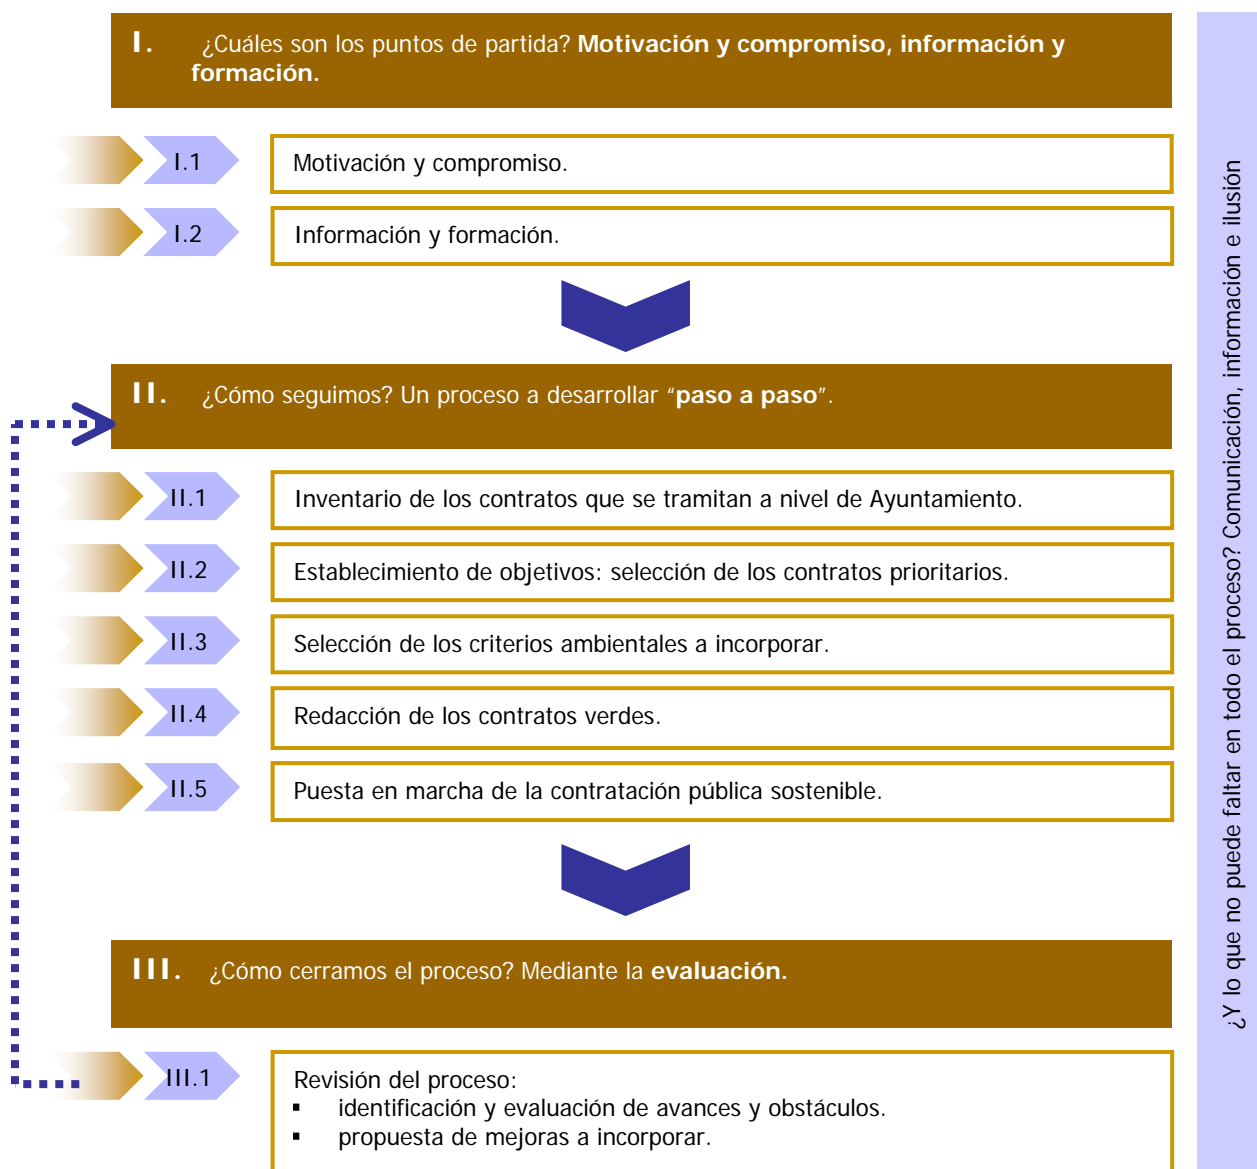 I. ¿Cuáles son los puntos de partida? Motivación y compromiso, información y
formación.
I.1
Motivación y compromiso.
I.2
Información y formación.
II. ¿Cómo seguimos? Un proceso a desarrollar “paso a paso”.
II.1
Inventario de los contratos que se tramitan a nivel de Ayuntamiento.
II.2
Establecimiento de objetivos: selección de los contratos prioritarios.
II.3
Selección de los criterios ambientales a incorporar.
II.4
Redacción de los contratos verdes.
II.5
Puesta en marcha de la contratación pública sostenible.
III. ¿Cómo cerramos el proceso? Mediante la evaluación.
III.1
Revisión del proceso:
▪ identificación y evaluación de avances y obstáculos.
▪ propuesta de mejoras a incorporar.
¿Y lo que no puede faltar en todo el proceso? Comunicación, información e ilusión